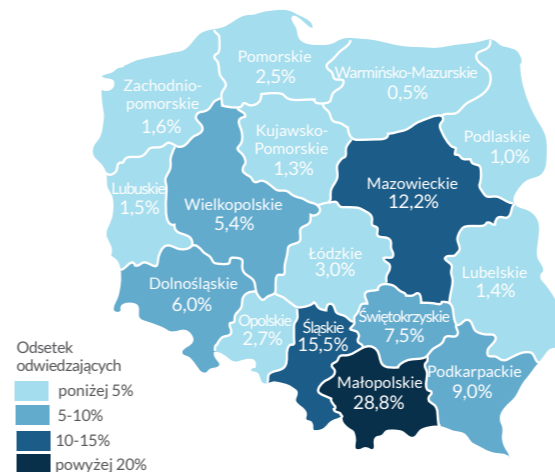 Pomorskie
2,5%
Warmińsko-Mazurskie
0,5%
Zachodnio-
pomorskie
1,6%
Kujawsko-
Pomorskie
1,3%
Podlaskie
1,0%
Lubuskie
1,5%
Wielkopolskie
5,4%
Mazowieckie
12,2%
Łódzkie
3,0%
Lubelskie
1,4%
Dolnośląskie
6,0%
Opolskie
2,7%
Śląskie
15,5%
Świętokrzyskie
7,5%
Małopolskie
28,8%
Podkarpackie
9,0%
Odsetek
odwiedzających
poniżej 5%
5-10%
10-15%
powyżej 20%